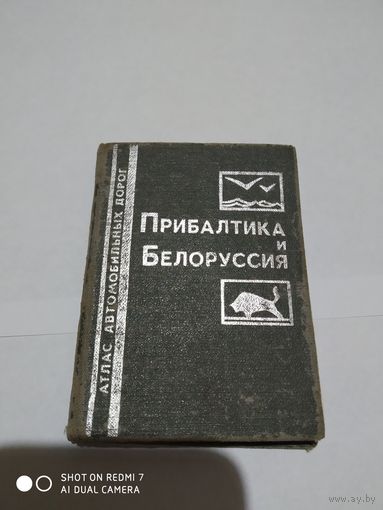 АТЛАС АВТОМОБИЛЬНЫХ ДОРОГ
ПРИБАЛТИКА
И
БЕЛОРУССИЯ
SHOT ON REDMI 7
AI DUAL CAMERA
www.ay.by